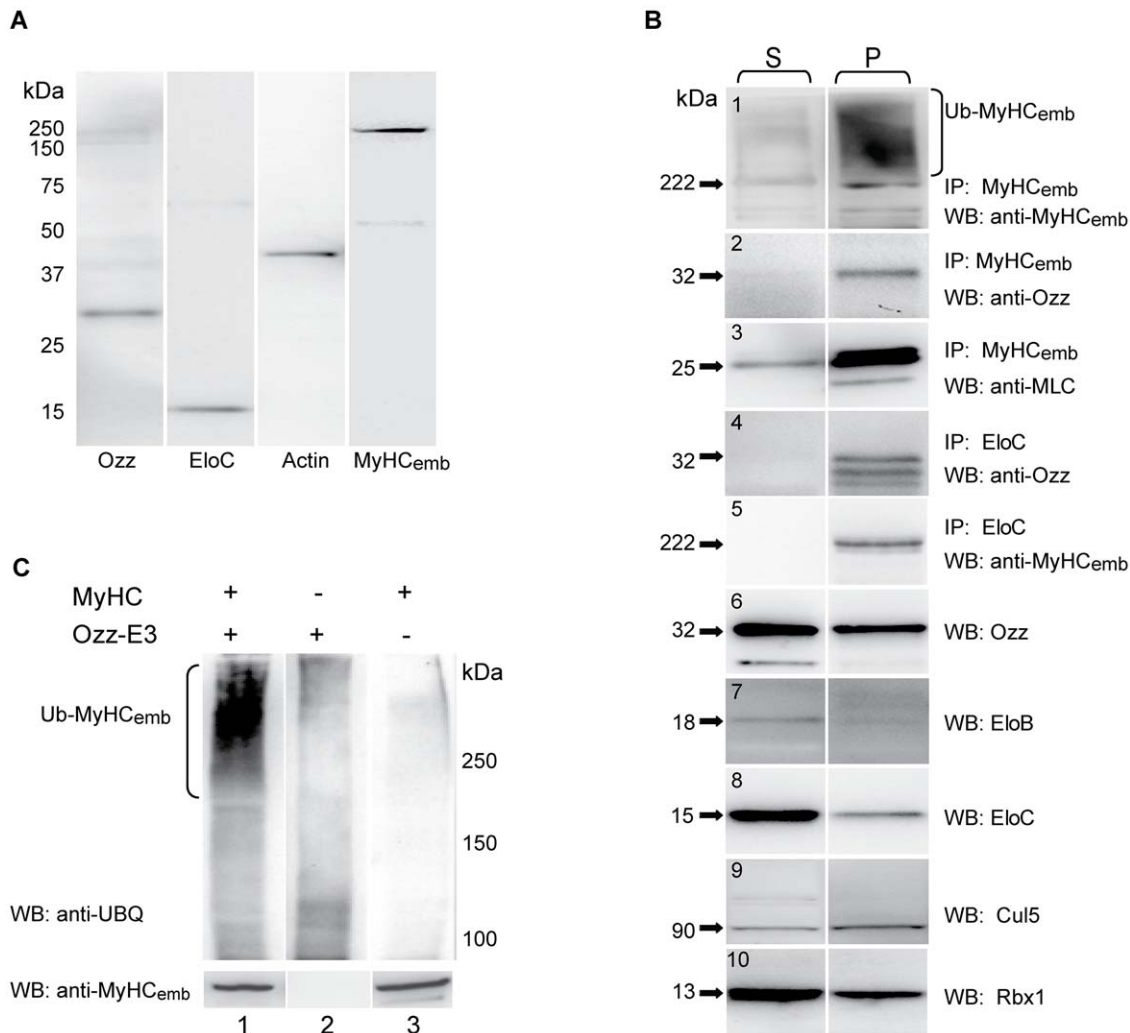 A
kDa
250
150
75
50
37
25
15
Ozz EloC Actin MyHCemb
B
S P
kDa
1
Ub-MyHCemb
222
IP: MyHCemb
WB: anti-MyHCemb
2
32
IP: MyHCemb
WB: anti-Ozz
3
25
IP: MyHCemb
WB: anti-MLC
4
32
IP: EloC
WB: anti-Ozz
5
222
IP: EloC
WB: anti-MyHCemb
6
32
WB: Ozz
7
18
WB: EloB
8
15
WB: EloC
9
90
WB: Cul5
10
13
WB: Rbx1
C
MyHC + - +
Ozz-E3 + + -
kDa
Ub-MyHCemb
250
150
WB: anti-UBQ
100
WB: anti-MyHCemb
1 2 3